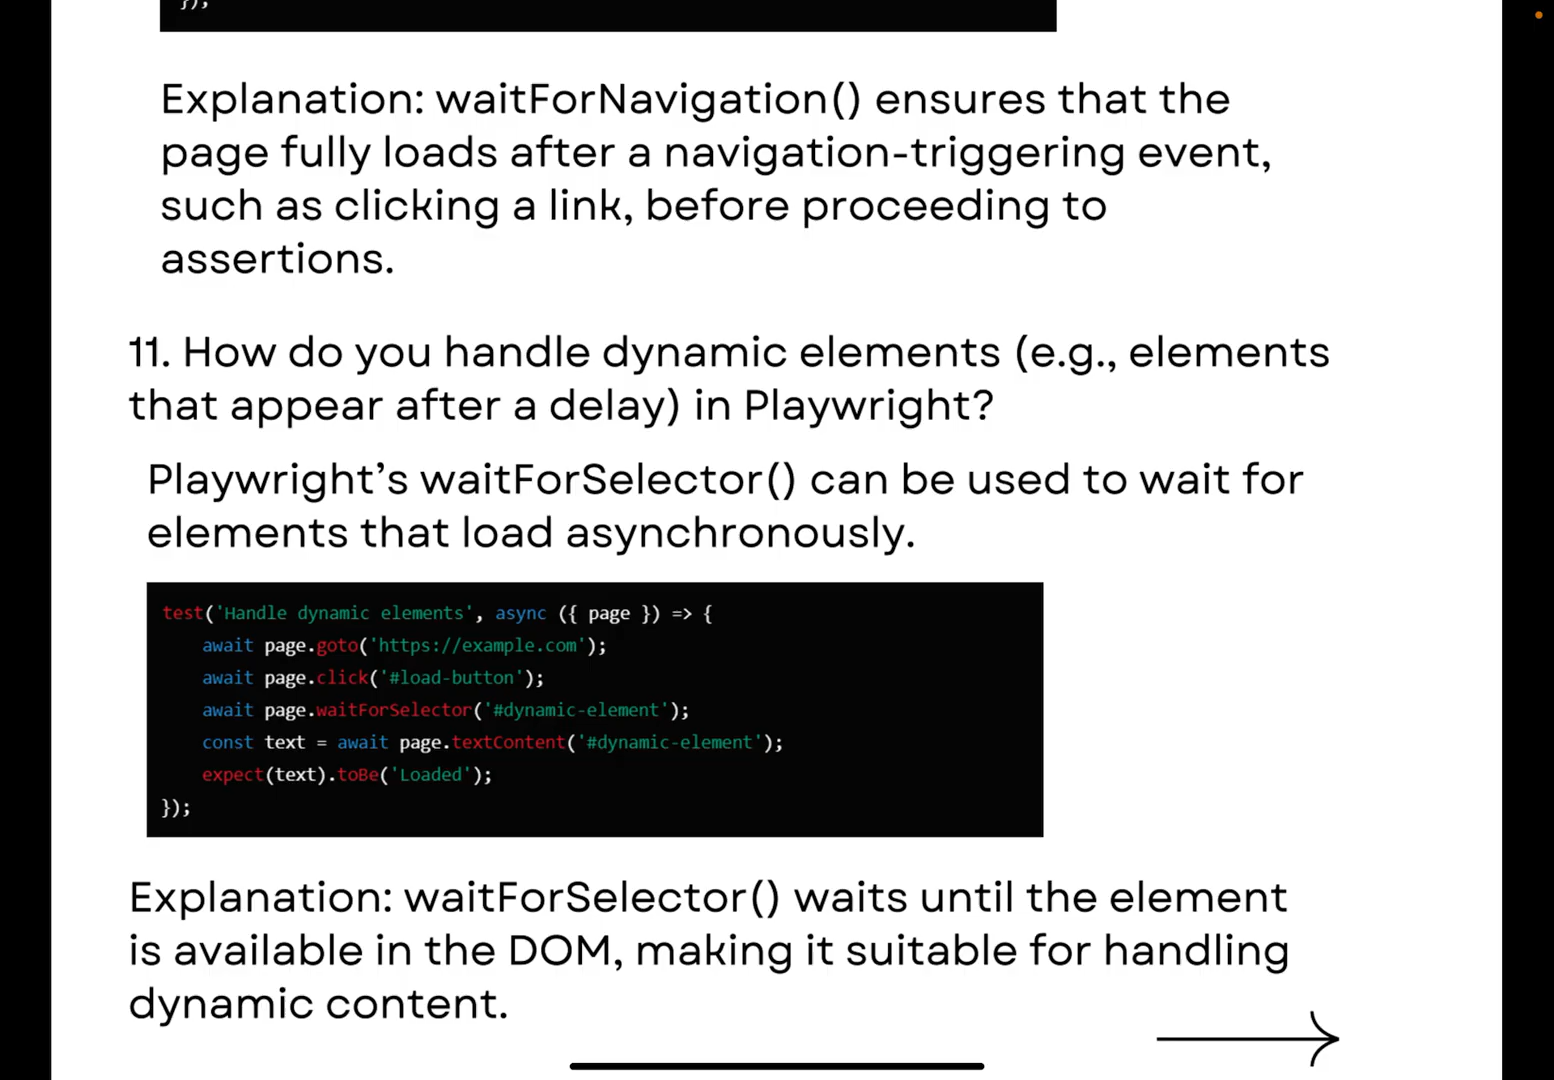 });
Explanation: waitForNavigation() ensures that the
page fully loads after a navigation-triggering event,
such as clicking a link, before proceeding to
assertions.
11. How do you handle dynamic elements (e.g., elements
that appear after a delay) in Playwright?
Playwright’s waitForSelector() can be used to wait for
elements that load asynchronously.
test('Handle dynamic elements', async ({ page }) => {
    await page.goto('https://example.com');
    await page.click('#load-button');
    await page.waitForSelector('#dynamic-element');
    const text = await page.textContent('#dynamic-element');
    expect(text).toBe('Loaded');
});
Explanation: waitForSelector() waits until the element
is available in the DOM, making it suitable for handling
dynamic content.